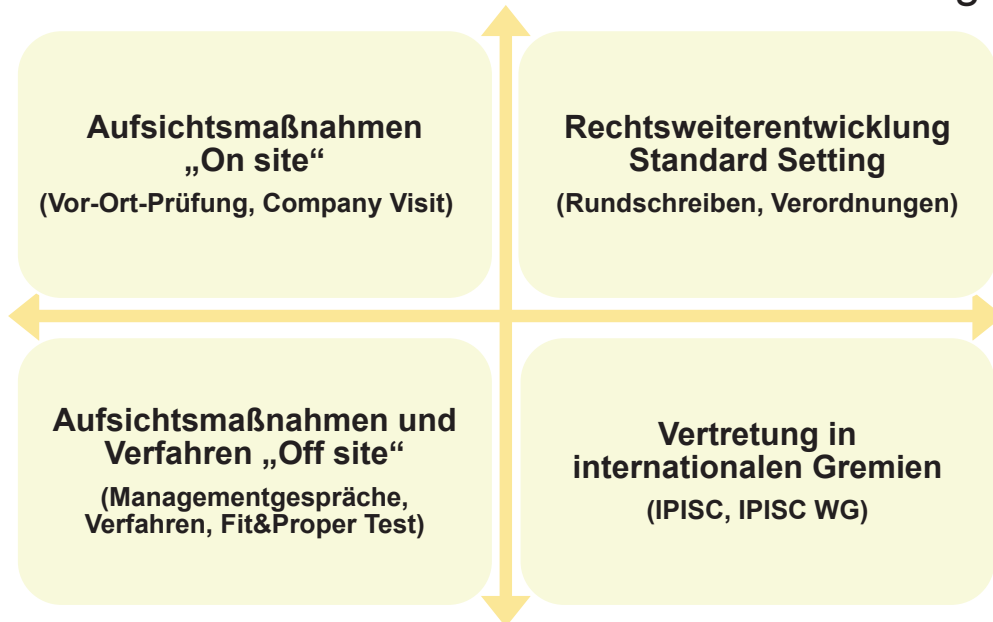 Aufsichtsmaßnahmen
„On site“
(Vor-Ort-Prüfung, Company Visit)
Rechtsweiterentwicklung
Standard Setting
(Rundschreiben, Verordnungen)
Aufsichtsmaßnahmen und
Verfahren „Off site“
(Managementgespräche,
Verfahren, Fit&Proper Test)
Vertretung in
internationalen Gremien
(IPISC, IPISC WG)